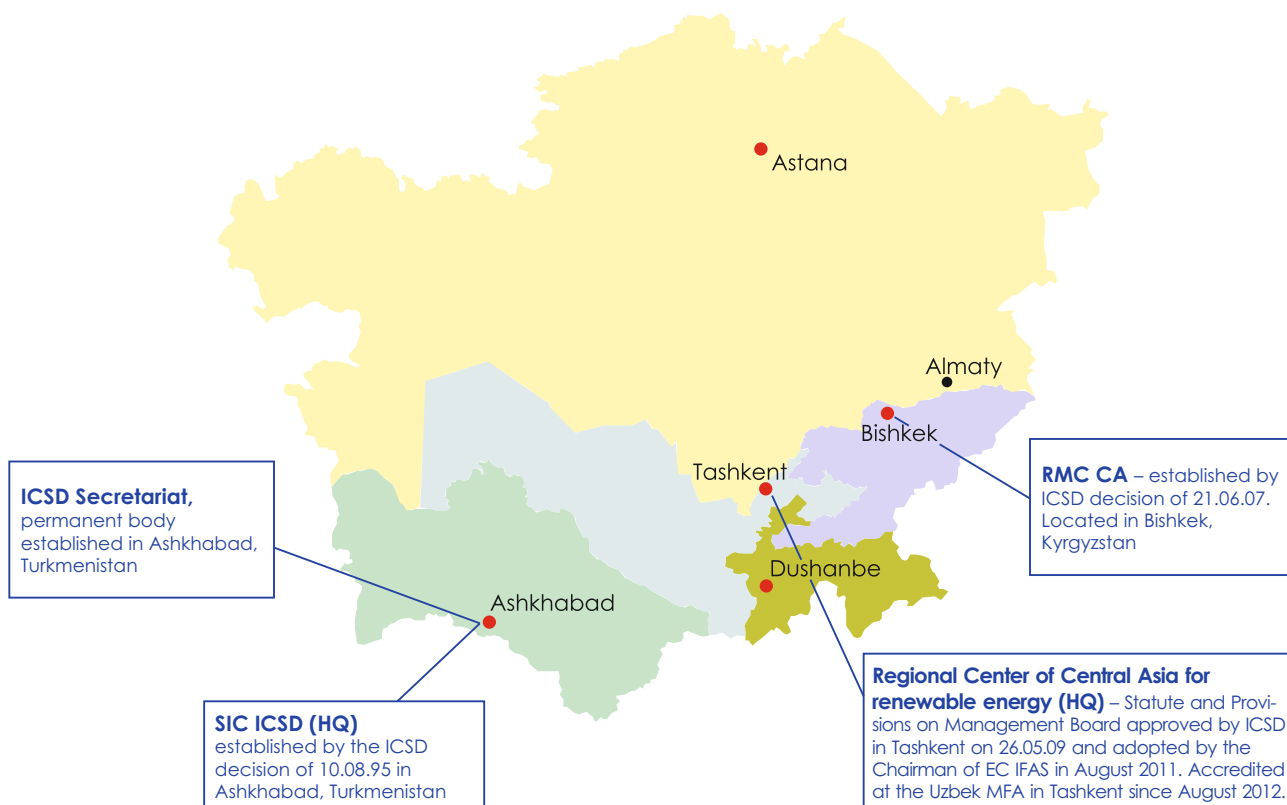 Astana
Almaty
Bishkek
Tashkent
Dushanbe
Ashkhabad
ICSD Secretariat,
permanent body
established in Ashkhabad,
Turkmenistan
RMC CA – established by
ICSD decision of 21.06.07.
Located in Bishkek,
Kyrgyzstan
SIC ICSD (HQ)
established by the ICSD
decision of 10.08.95 in
Ashkhabad, Turkmenistan
Regional Center of Central Asia for
renewable energy (HQ) – Statute and Provi-
sions on Management Board approved by ICSD
in Tashkent on 26.05.09 and adopted by the
Chairman of EC IFAS in August 2011. Accredited
at the Uzbek MFA in Tashkent since August 2012.